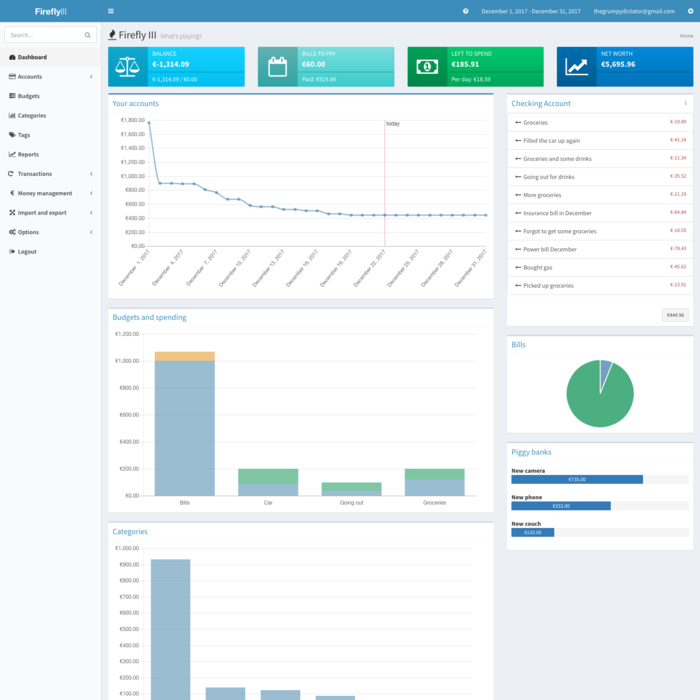 FireflyIII
December 1, 2017 - December 31, 2017
thegrumpydictator@gmail.com
Search...
Dashboard
Accounts
Budgets
Categories
Tags
Reports
Transactions
€ Money management
Import and export
Options
Logout
Firefly III What's playing?
Home
BALANCE
€-1,314.09
€-1,314.09 / €0.00
BILLS TO PAY
€60.00
Paid: €929.84
LEFT TO SPEND
€185.91
Per day: €18.59
NET WORTH
€5,695.96
Your accounts
€1,800.00
€1,600.00
€1,400.00
€1,200.00
€1,000.00
€800.00
€600.00
€400.00
€200.00
€0.00
today
December 1, 2017
December 4, 2017
December 7, 2017
December 10, 2017
December 13, 2017
December 16, 2017
December 19, 2017
December 22, 2017
December 25, 2017
December 28, 2017
December 31, 2017
Checking Account
Groceries €-19.89
Filled the car up again €-41.18
Groceries and some drinks €-21.34
Going out for drinks €-35.52
More groceries €-21.19
Insurance bill in December €-84.84
Forgot to get some groceries €-18.55
Power bill December €-78.43
Bought gas €-45.62
Picked up groceries €-23.51
€444.96
Budgets and spending
€1,200.00
€1,000.00
€800.00
€600.00
€400.00
€200.00
€0.00
Bills
Car
Going out
Groceries
Bills
Piggy banks
New camera
€735.00
New phone
€333.00
New couch
€120.00
Categories
€1,000.00
€900.00
€800.00
€700.00
€600.00
€500.00
€400.00
€300.00
€200.00
€100.00